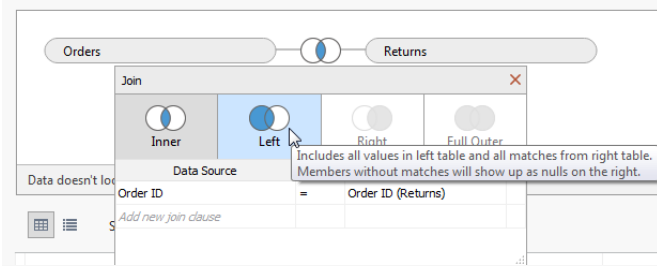 Orders
Returns
Join
Inner
Left
Right
Full Outer
Includes all values in left table and all matches from right table.
Members without matches will show up as nulls on the right.
Data Source
Data doesn't
Order ID
=
Order ID (Returns)
Add new join clause